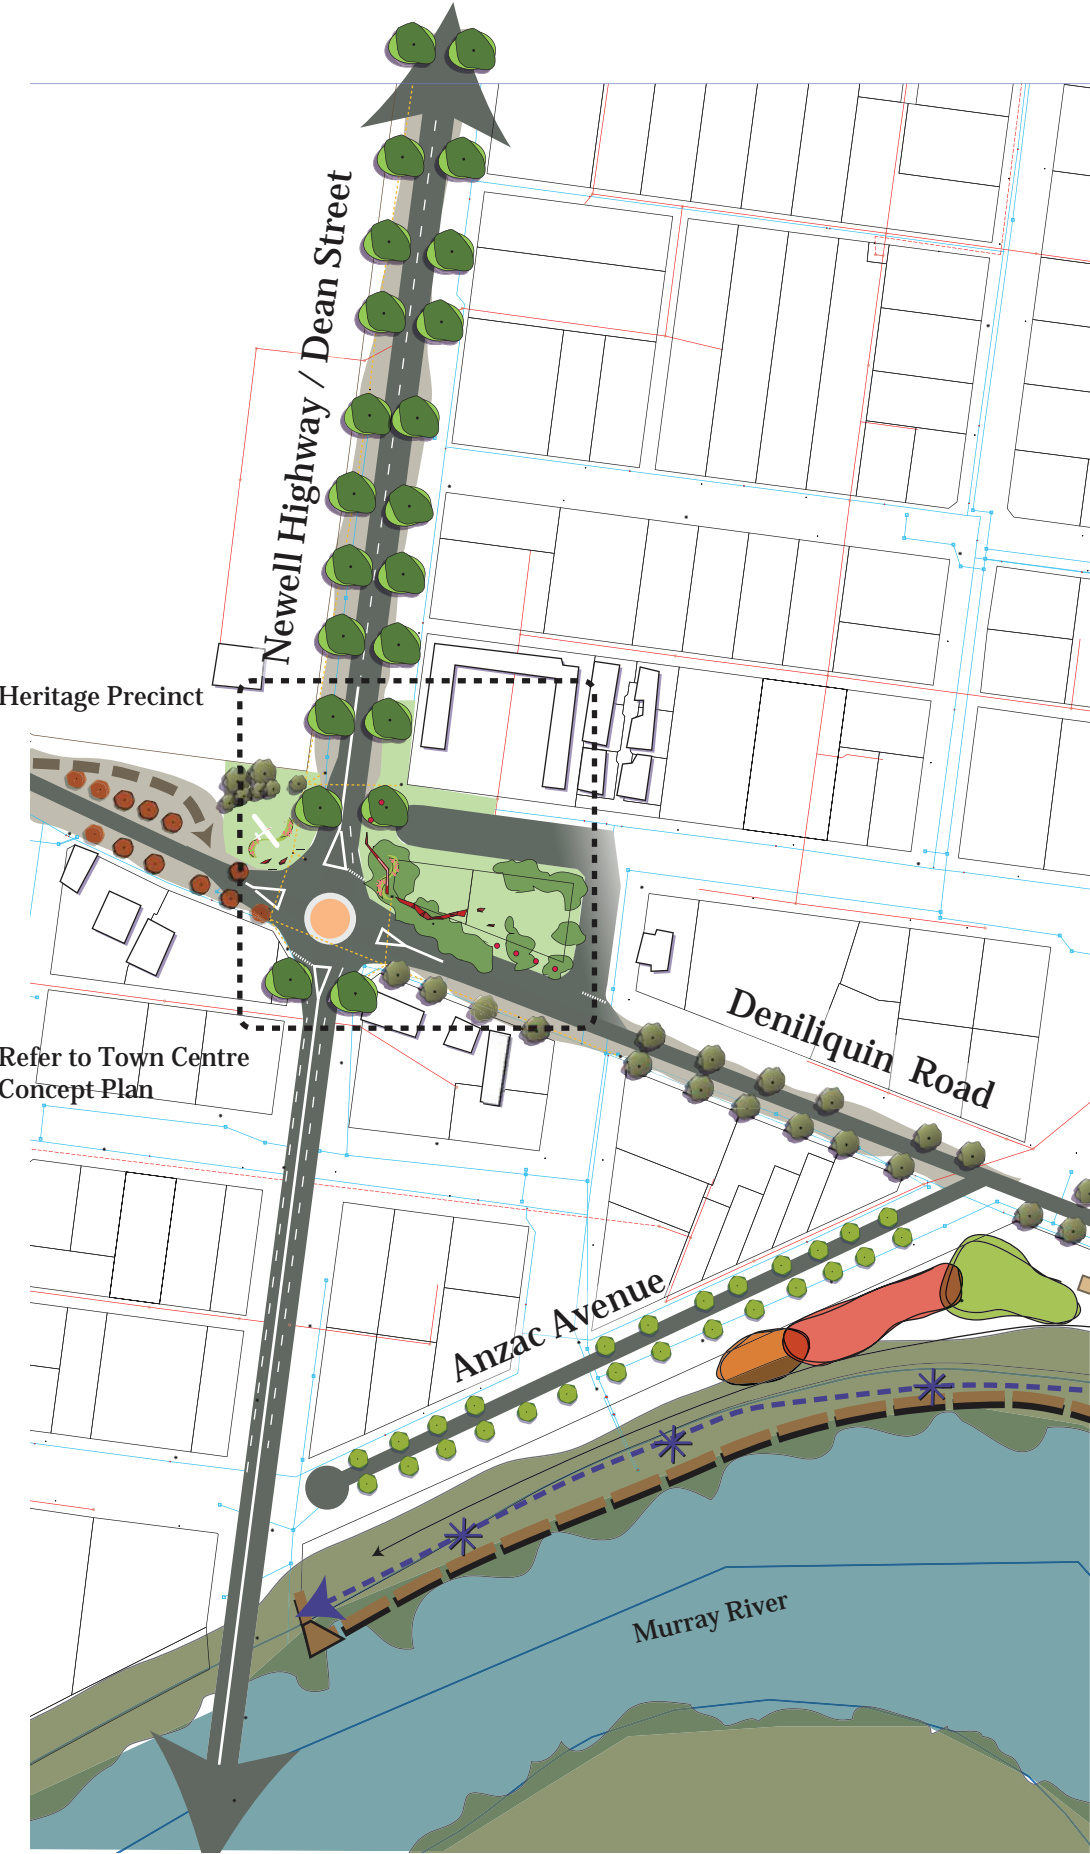 Newell Highway / Dean Street
Heritage Precinct
Deniliquin Road
Refer to Town Centre
Concept Plan
Anzac Avenue
Murray River